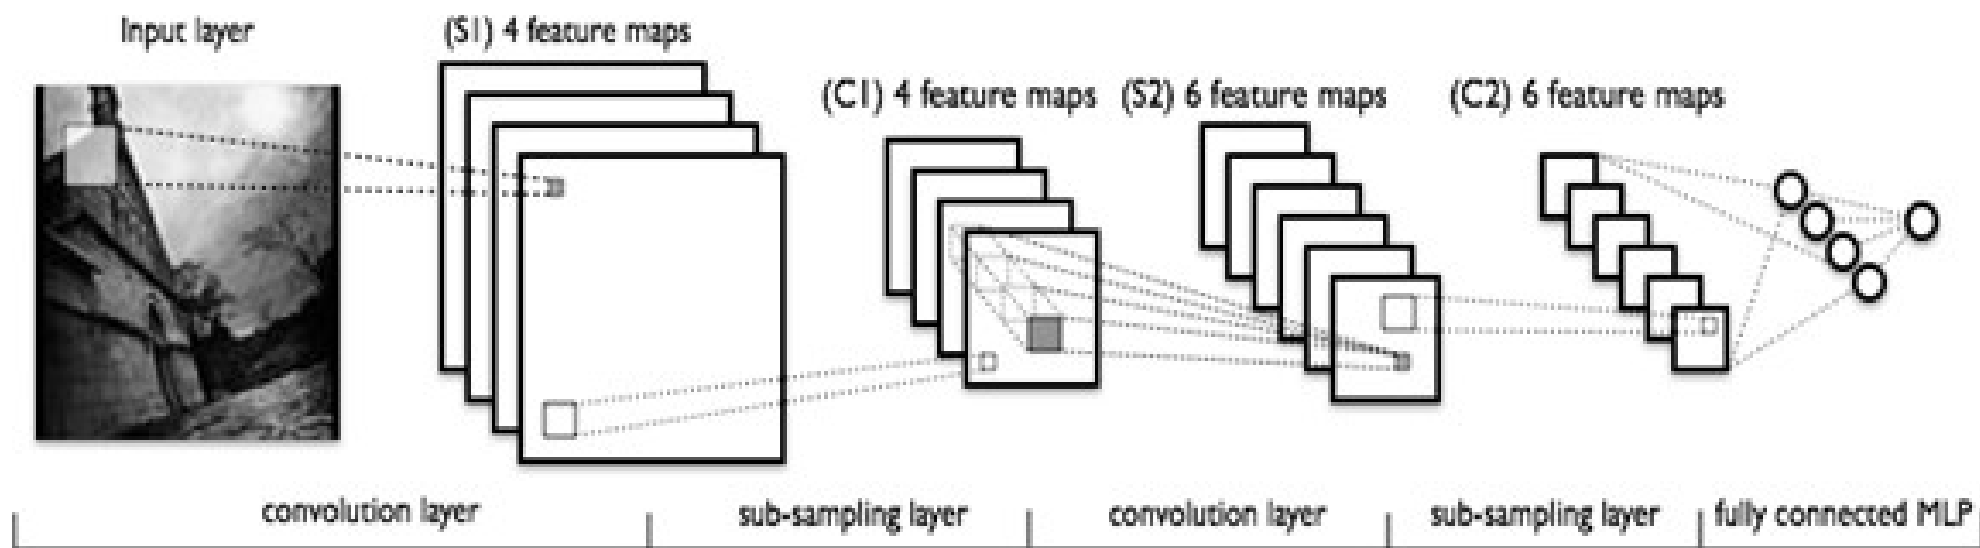 Input layer
(S1) 4 feature maps
(C1) 4 feature maps
(S2) 6 feature maps
(C2) 6 feature maps
convolution layer
sub-sampling layer
convolution layer
sub-sampling layer
fully connected MLP